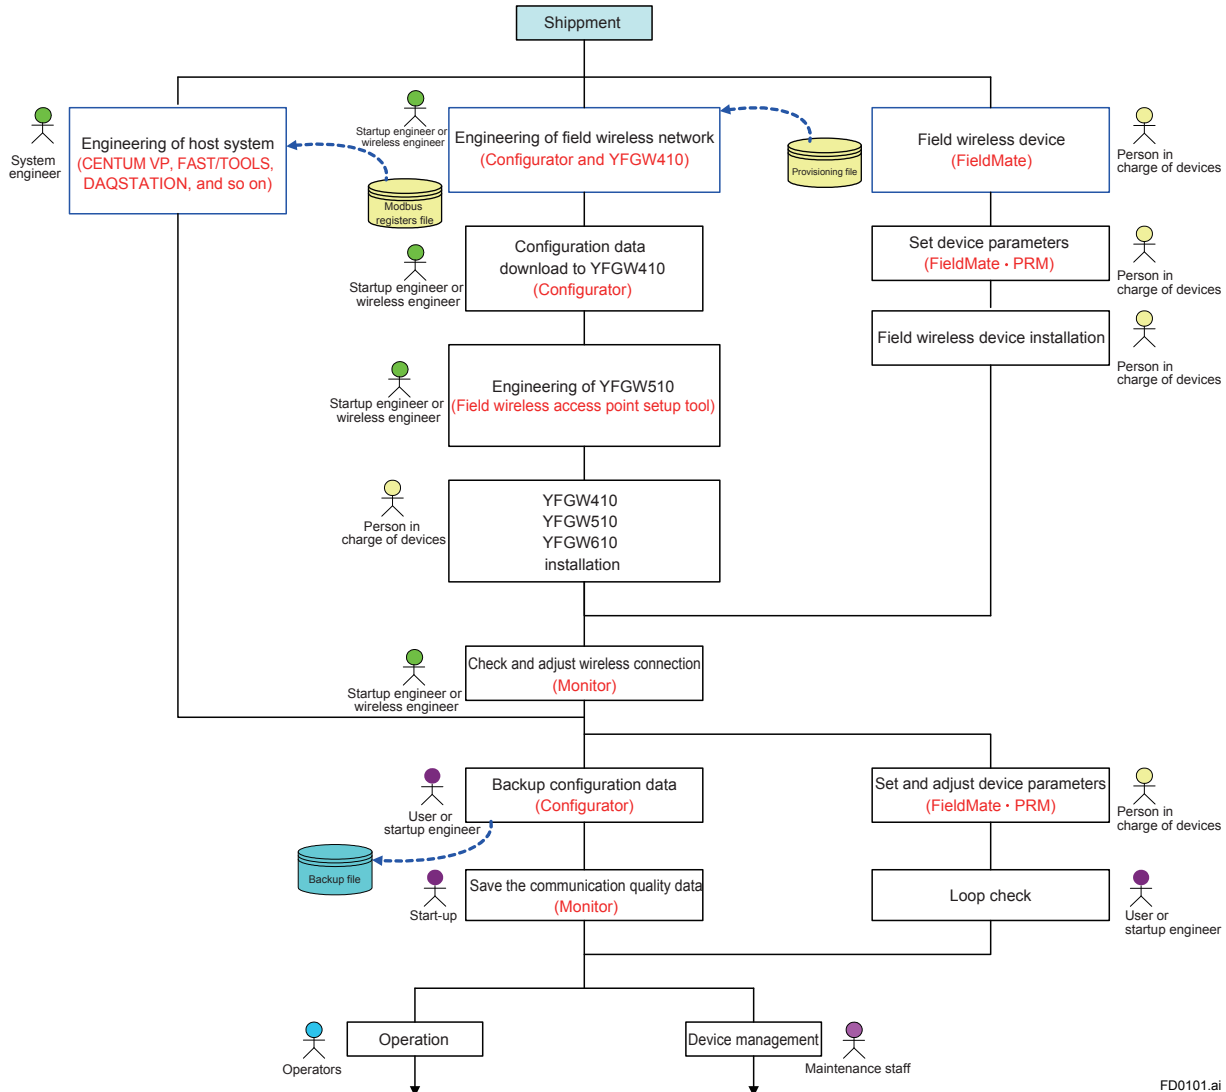 Shippment
Engineering of host system
(CENTUM VP, FAST/TOOLS,
DAQSTATION, and so on)
System
engineer
Modbus
registers file
Startup engineer or
wireless engineer
Engineering of field wireless network
(Configurator and YFGW410)
Provisioning file
Field wireless device
(FieldMate)
Person in
charge of devices
Configuration data
download to YFGW410
(Configurator)
Startup engineer or
wireless engineer
Set device parameters
(FieldMate・PRM)
Person in
charge of devices
Field wireless device installation
Person in
charge of devices
Engineering of YFGW510
(Field wireless access point setup tool)
Startup engineer or
wireless engineer
YFGW410
YFGW510
YFGW610
installation
Person in
charge of devices
Check and adjust wireless connection
(Monitor)
Startup engineer or
wireless engineer
Backup configuration data
(Configurator)
User or
startup engineer
Backup file
Set and adjust device parameters
(FieldMate・PRM)
Person in
charge of devices
Save the communication quality data
(Monitor)
Start-up
Loop check
User or
startup engineer
Operation
Operators
Device management
Maintenance staff
FD0101.ai